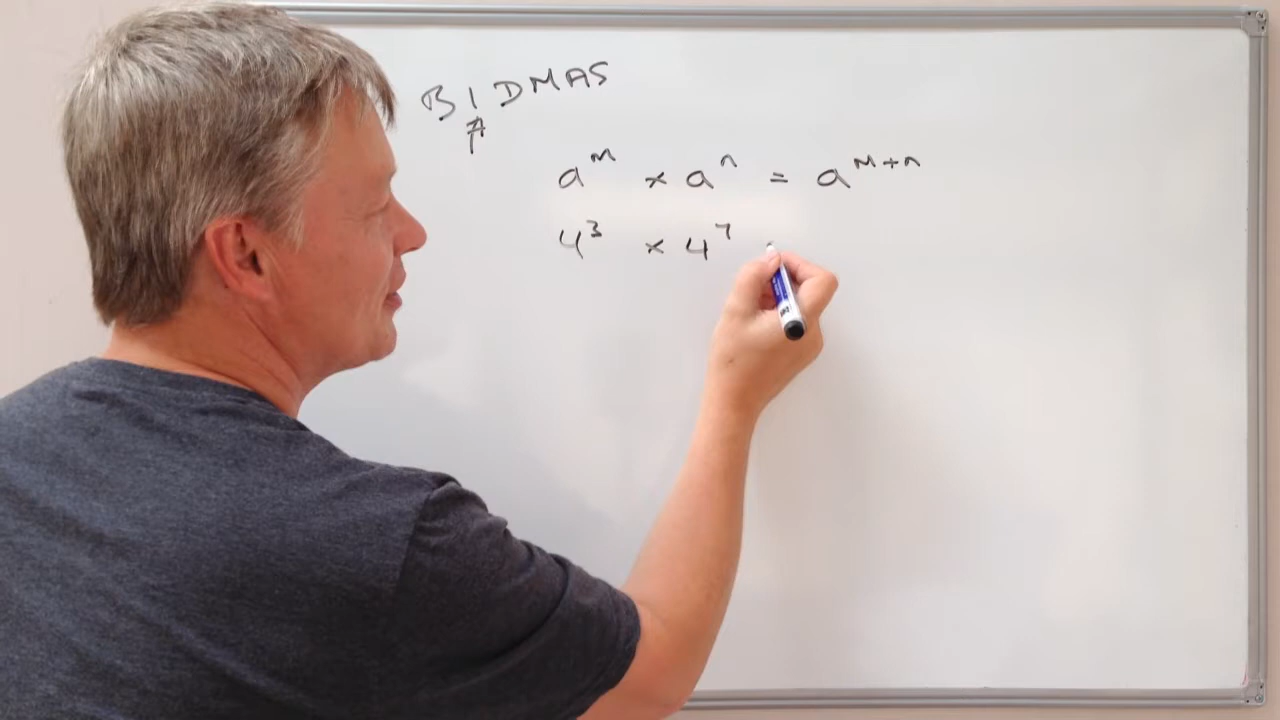 BIDMAS
a^m × a^n = a^(m+n)
4^3 × 4^7